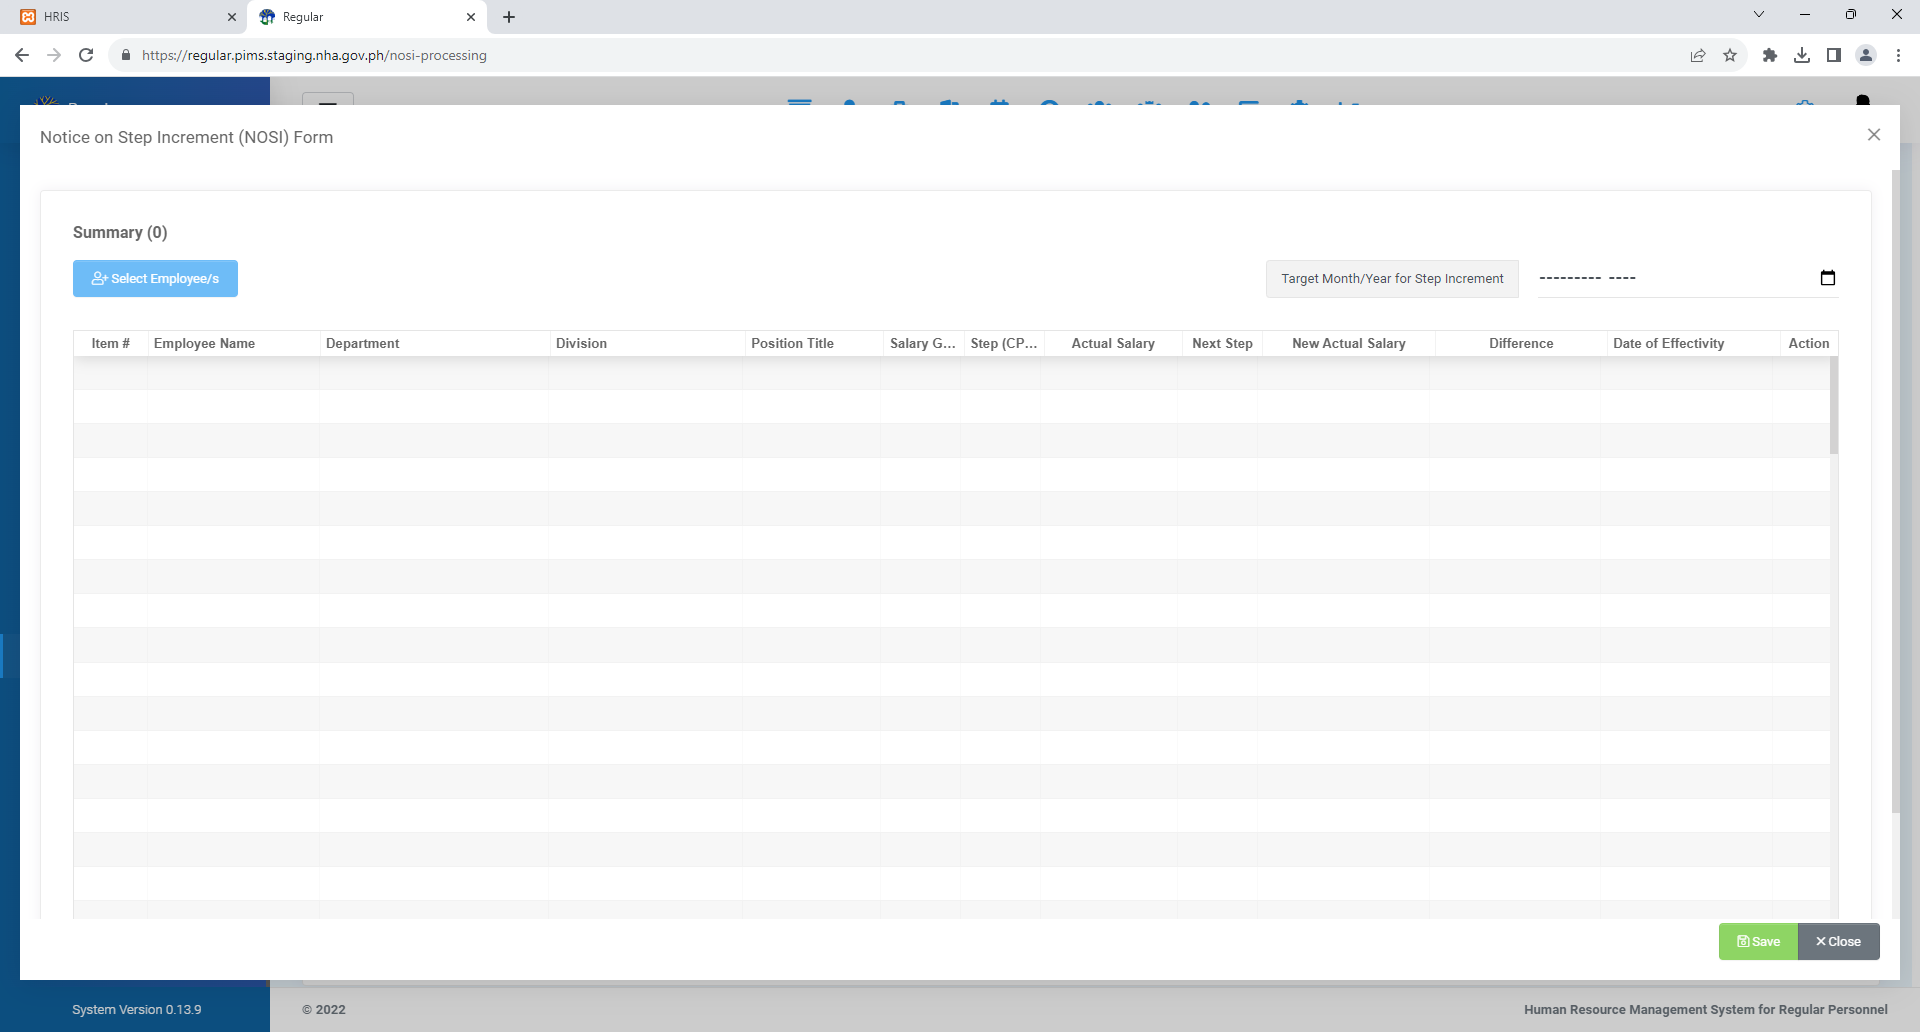 HRIS
Regular
https://regular.pims.staging.nha.gov.ph/nosi-processing
Notice on Step Increment (NOSI) Form
Summary (0)
Select Employee/s
Target Month/Year for Step Increment
--------- ----
Item # Employee Name Department Division Position Title Salary G... Step (CP... Actual Salary Next Step New Actual Salary Difference Date of Effectivity Action
Save Close
System Version 0.13.9
© 2022
Human Resource Management System for Regular Personnel